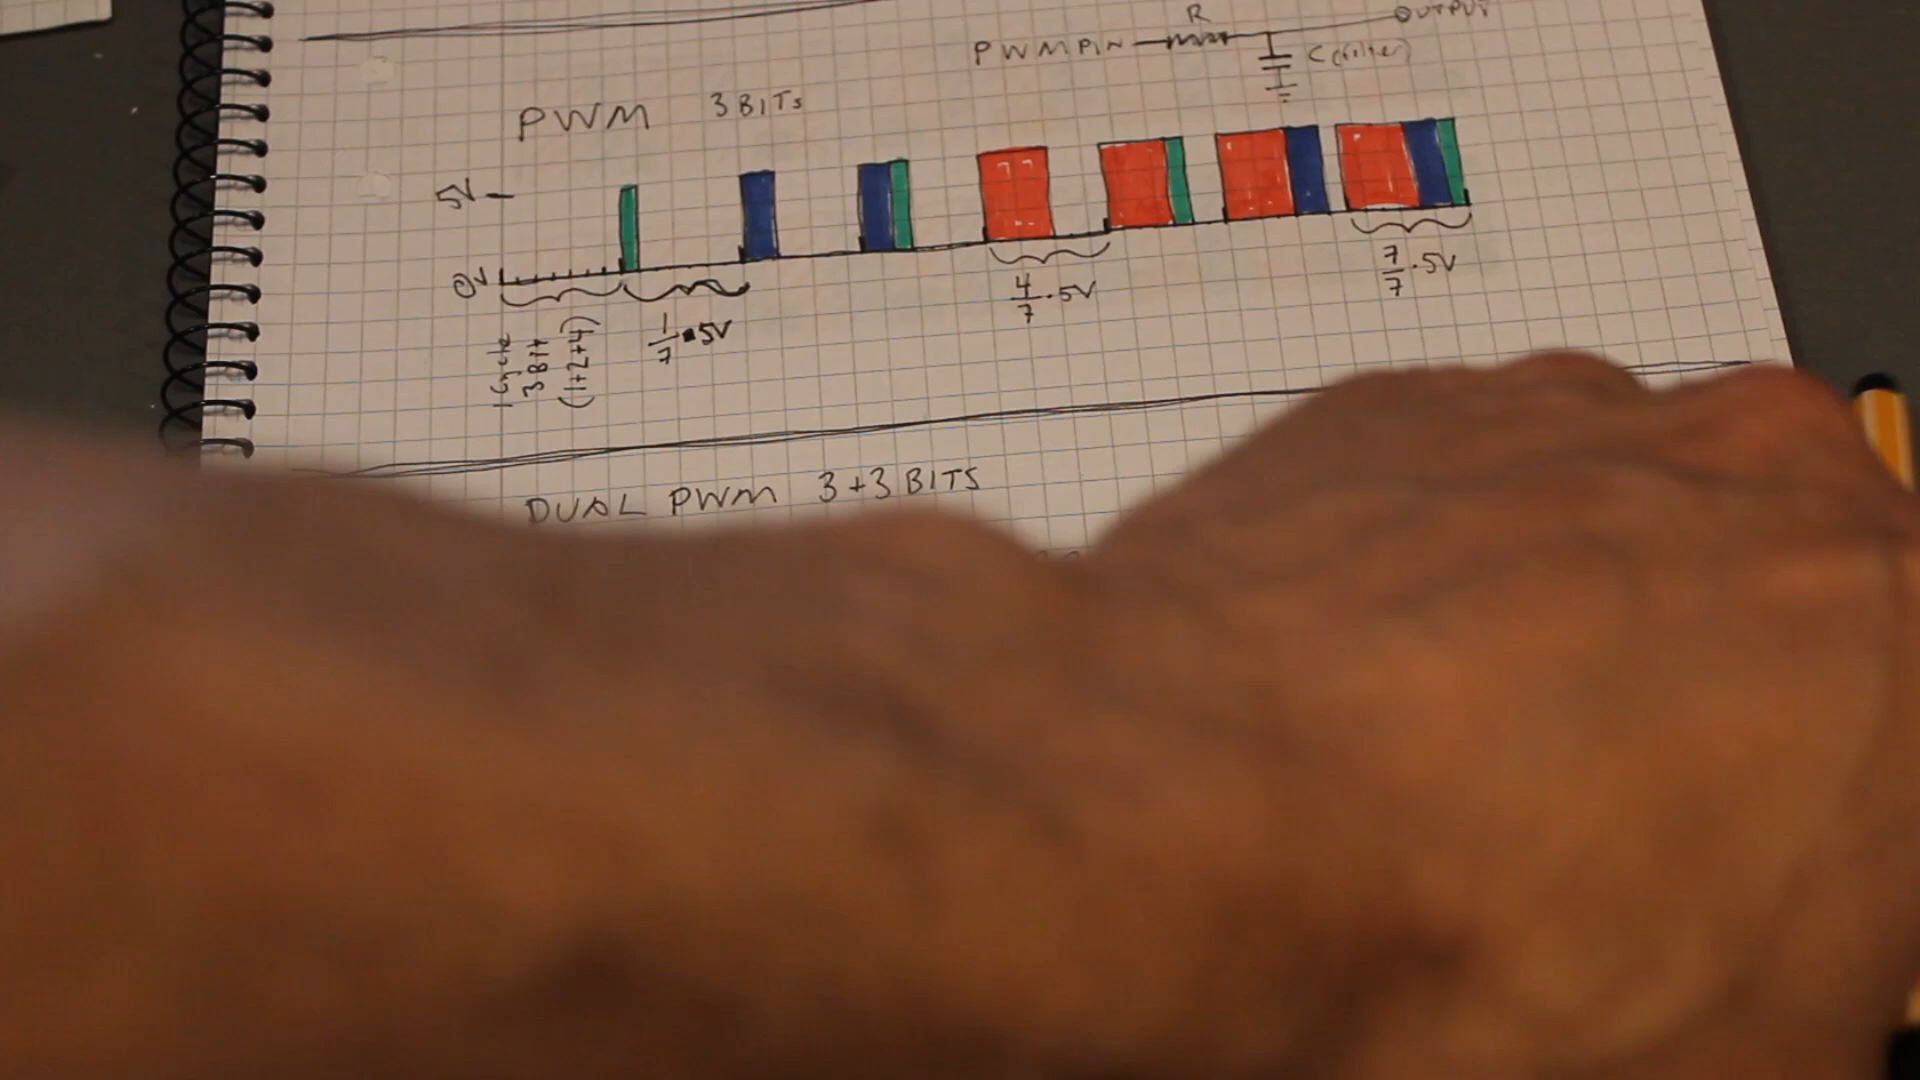 R
OUTPUT
PWM PIN
C (filter)
PWM 3 BITs
5V
0V
1 Cycle
3 Bit
(1+2+4)
1/7 · 5V
4/7 · 5V
7/7 · 5V
DUAL PWM 3+3 BITS